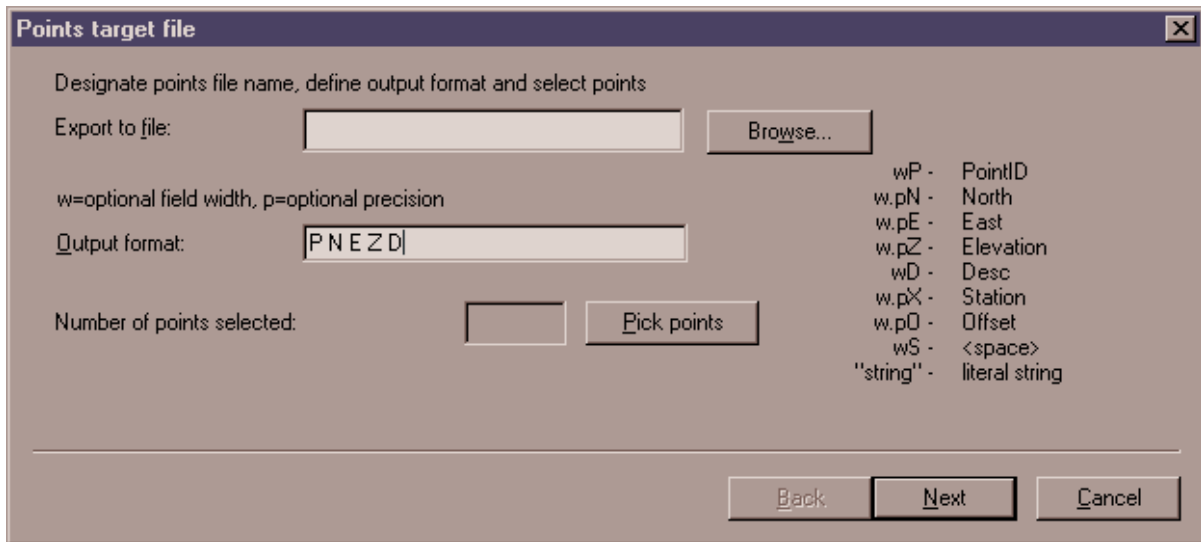 Points target file
Designate points file name, define output format and select points
Export to file:
Browse...
w=optional field width, p=optional precision
Output format:
P N E Z D
Number of points selected:
Pick points
wP - PointID
w.pN - North
w.pE - East
w.pZ - Elevation
wD - Desc
w.pX - Station
w.pO - Offset
wS - <space>
"string" - literal string
Back
Next
Cancel